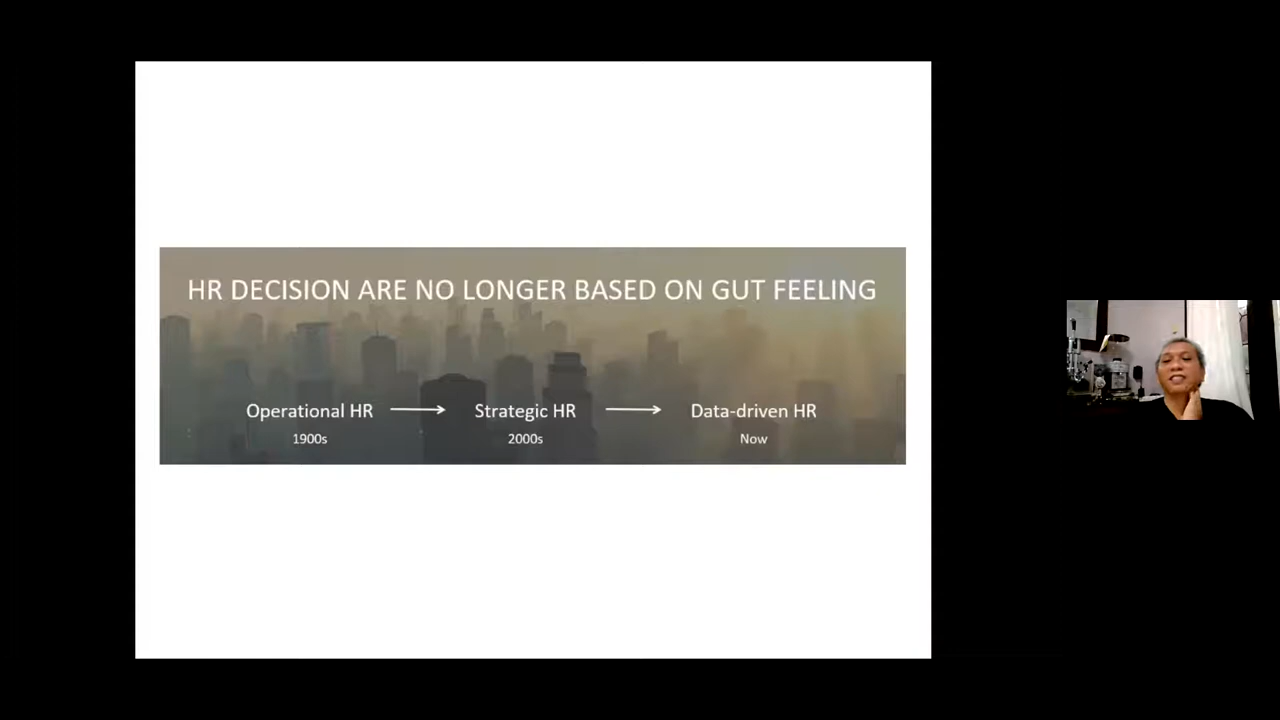 HR DECISION ARE NO LONGER BASED ON GUT FEELING
Operational HR → Strategic HR → Data-driven HR
1900s 2000s Now